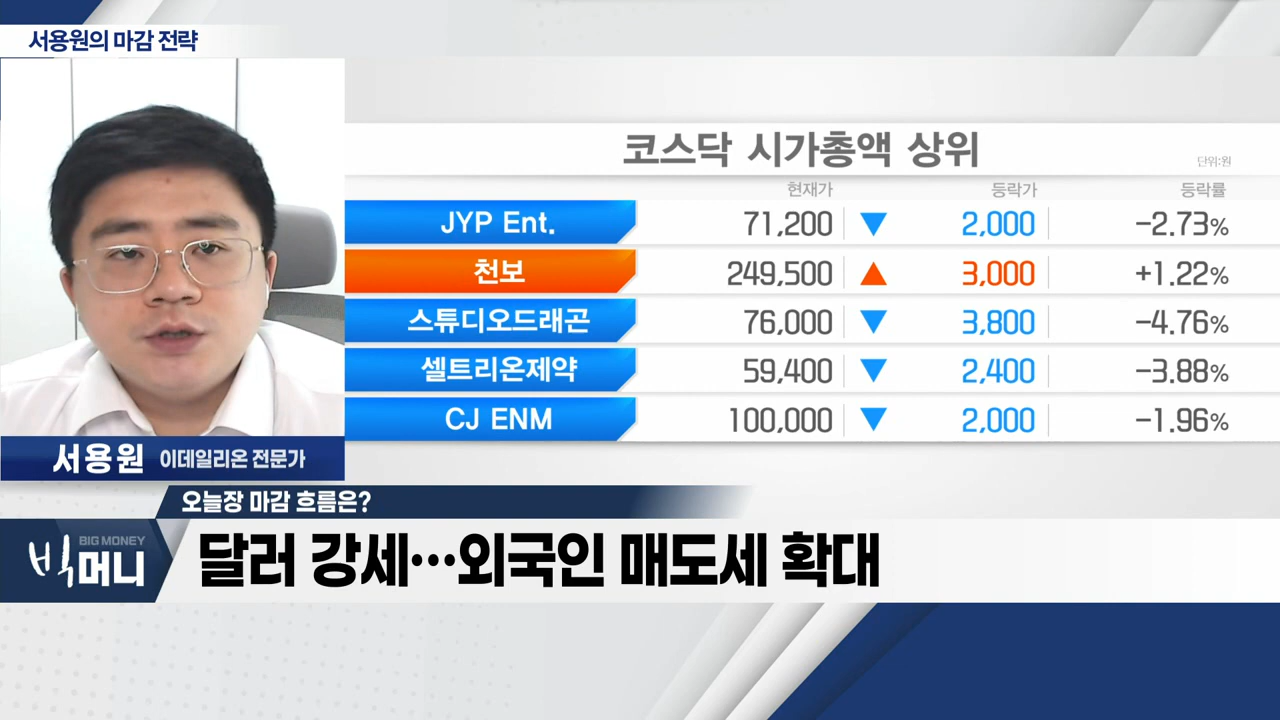 서용원의 마감 전략
코스닥 시가총액 상위
단위:원
현재가 등락가 등락률
JYP Ent. 71,200 ▼ 2,000 -2.73%
천보 249,500 ▲ 3,000 +1.22%
스튜디오드래곤 76,000 ▼ 3,800 -4.76%
셀트리온제약 59,400 ▼ 2,400 -3.88%
CJ ENM 100,000 ▼ 2,000 -1.96%
서용원 이데일리온 전문가
오늘장 마감 흐름은?
BIG MONEY
빅머니
달러 강세…외국인 매도세 확대